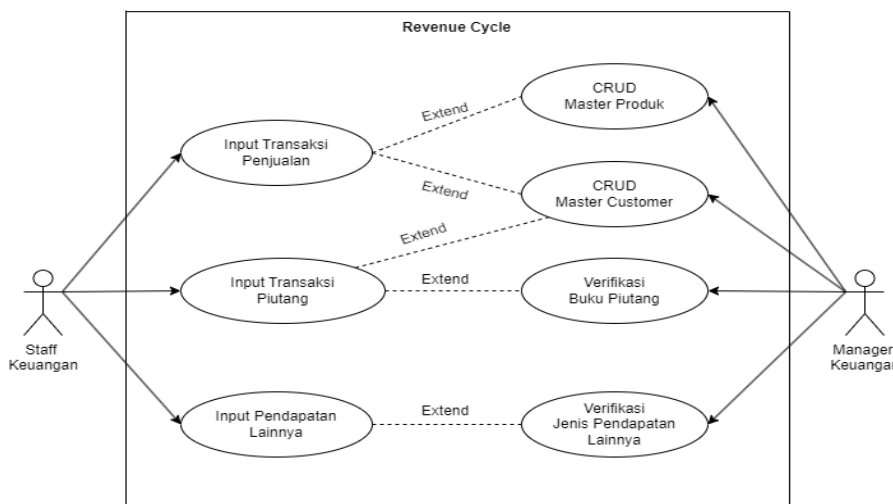 Revenue Cycle
CRUD
Master Produk
Extend
Input Transaksi
Penjualan
Extend
CRUD
Master Customer
Extend
Input Transaksi
Piutang
Extend
Verifikasi
Buku Piutang
Staff
Keuangan
Manager
Keuangan
Input Pendapatan
Lainnya
Extend
Verifikasi
Jenis Pendapatan
Lainnya